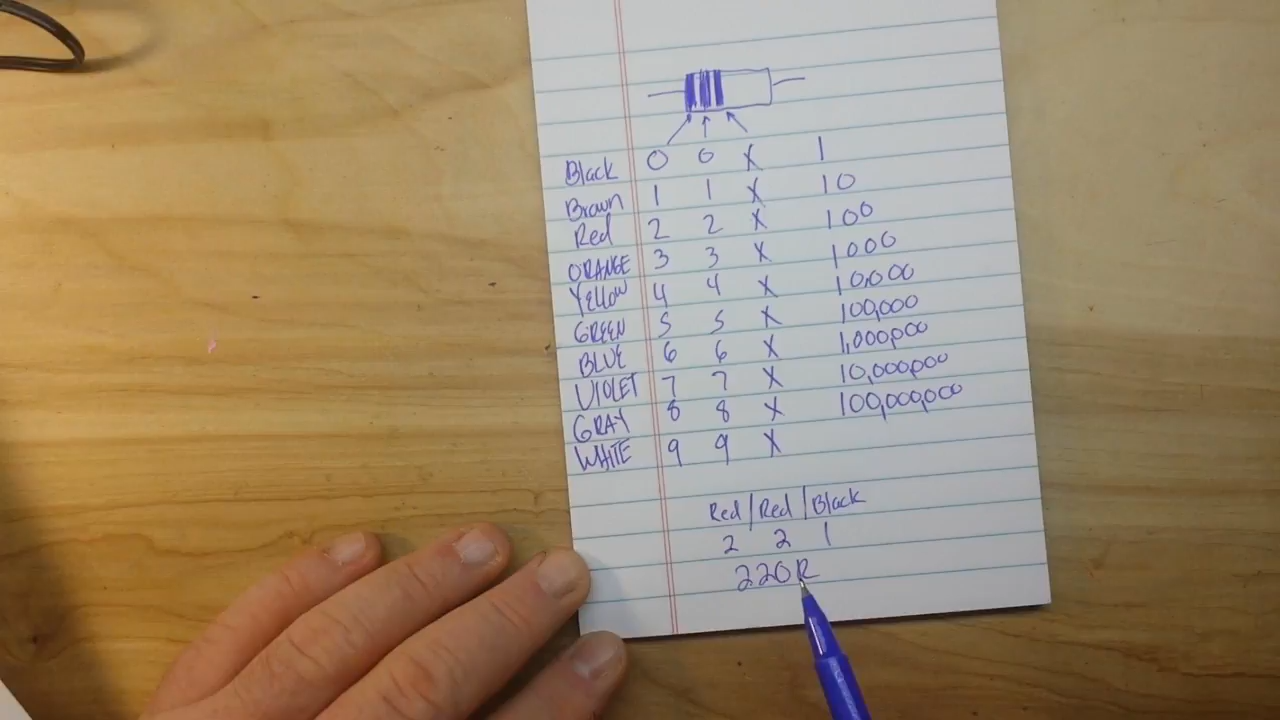 Black 0 0 X 1
Brown 1 1 X 10
Red 2 2 X 100
ORANGE 3 3 X 1000
Yellow 4 4 X 10,000
GREEN 5 5 X 100,000
BLUE 6 6 X 1,000,000
VIOLET 7 7 X 10,000,000
GRAY 8 8 X 100,000,000
WHITE 9 9 X
Red / Red / Black
2 2 1
220R